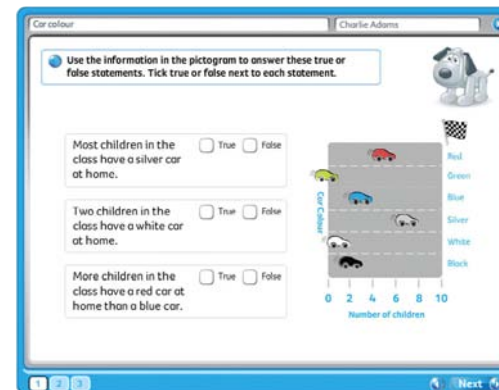 Car colour
Charlie Adams
Use the information in the pictogram to answer these true or
false statements. Tick true or false next to each statement.
Most children in the
class have a silver car
at home.
True
False
Two children in the
class have a white car
at home.
True
False
More children in the
class have a red car at
home than a blue car.
True
False
Car Colour
Red
Green
Blue
Silver
White
Black
0 2 4 6 8 10
Number of children
1 2 3
Next